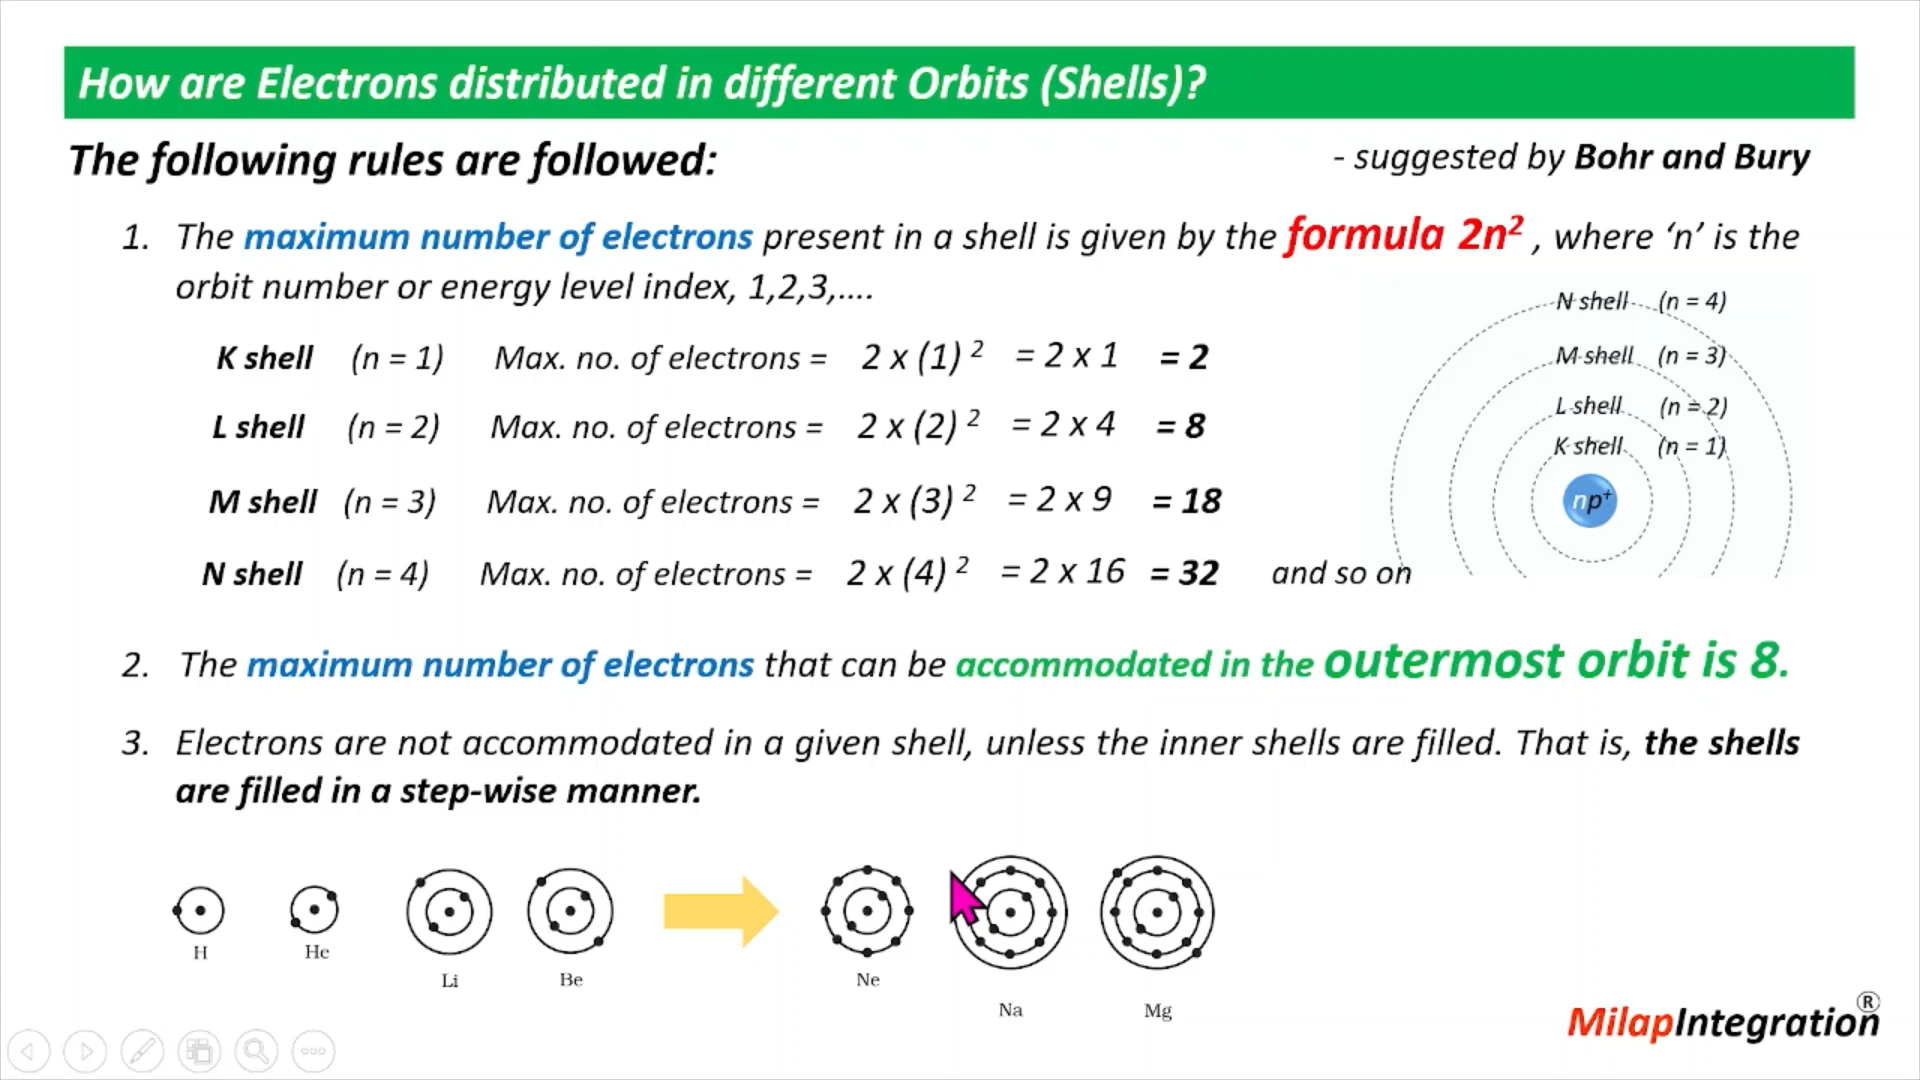 How are Electrons distributed in different Orbits (Shells)?
The following rules are followed:
- suggested by Bohr and Bury
1. The maximum number of electrons present in a shell is given by the formula 2n² , where ‘n’ is the
orbit number or energy level index, 1,2,3,....
K shell (n = 1) Max. no. of electrons = 2 x (1) ² = 2 x 1 = 2
L shell (n = 2) Max. no. of electrons = 2 x (2) ² = 2 x 4 = 8
M shell (n = 3) Max. no. of electrons = 2 x (3) ² = 2 x 9 = 18
N shell (n = 4) Max. no. of electrons = 2 x (4) ² = 2 x 16 = 32 and so on
N shell (n = 4)
M shell (n = 3)
L shell (n = 2)
K shell (n = 1)
np⁺
2. The maximum number of electrons that can be accommodated in the outermost orbit is 8.
3. Electrons are not accommodated in a given shell, unless the inner shells are filled. That is, the shells
are filled in a step-wise manner.
H
He
Li
Be
Ne
Na
Mg
MilapIntegration®